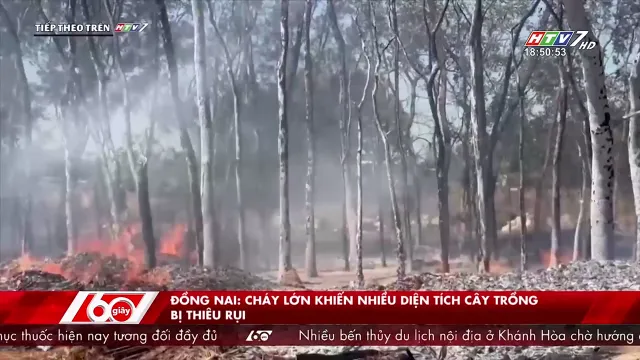 TIẾP THEO TRÊN HTV7
HTV7 HD
18:50:53
60 giây
ĐỒNG NAI: CHÁY LỚN KHIẾN NHIỀU DIỆN TÍCH CÂY TRỒNG
BỊ THIÊU RỤI
mục thuốc hiện nay tương đối đầy đủ 60 giây Nhiều bến thủy du lịch nội địa ở Khánh Hòa chờ hướng